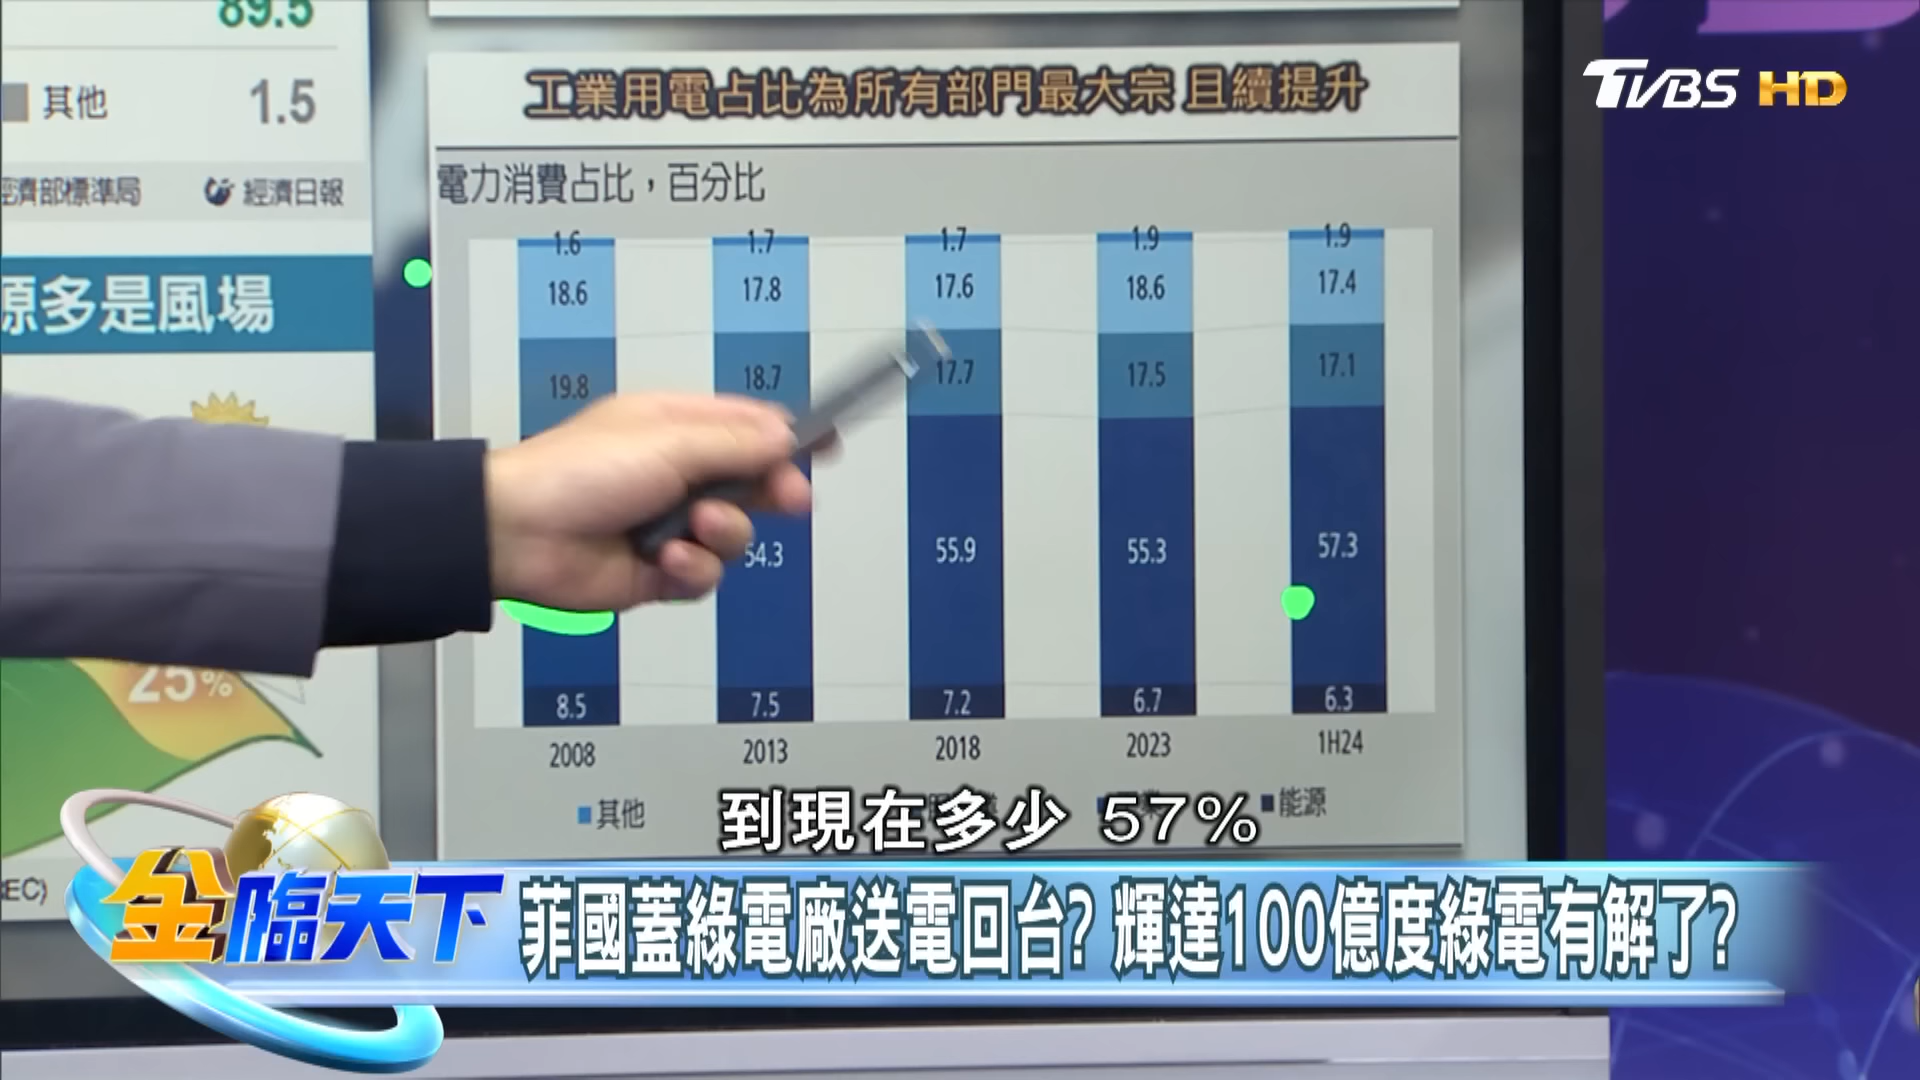 89.5
其他 1.5
經濟日報
源多是風場
25%
TVBS HD
工業用電占比為所有部門最大宗 且續提升
電力消費占比，百分比
1.6 1.7 1.7 1.9 1.9
18.6 17.8 17.6 18.6 17.4
19.8 18.7 17.7 17.5 17.1
54.3 55.9 55.3 57.3
8.5 7.5 7.2 6.7 6.3
2008 2013 2018 2023 1H24
其他 能源
到現在多少 57%
金臨天下
菲國蓋綠電廠送電回台? 輝達100億度綠電有解了?